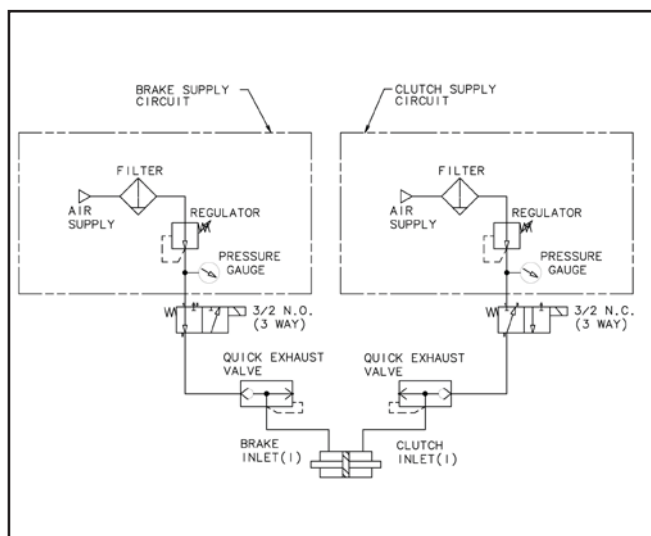 BRAKE SUPPLY
CIRCUIT
CLUTCH SUPPLY
CIRCUIT
FILTER
AIR
SUPPLY
REGULATOR
PRESSURE
GAUGE
3/2 N.O.
(3 WAY)
FILTER
AIR
SUPPLY
REGULATOR
PRESSURE
GAUGE
3/2 N.C.
(3 WAY)
QUICK EXHAUST
VALVE
QUICK EXHAUST
VALVE
BRAKE
INLET(1)
CLUTCH
INLET(1)